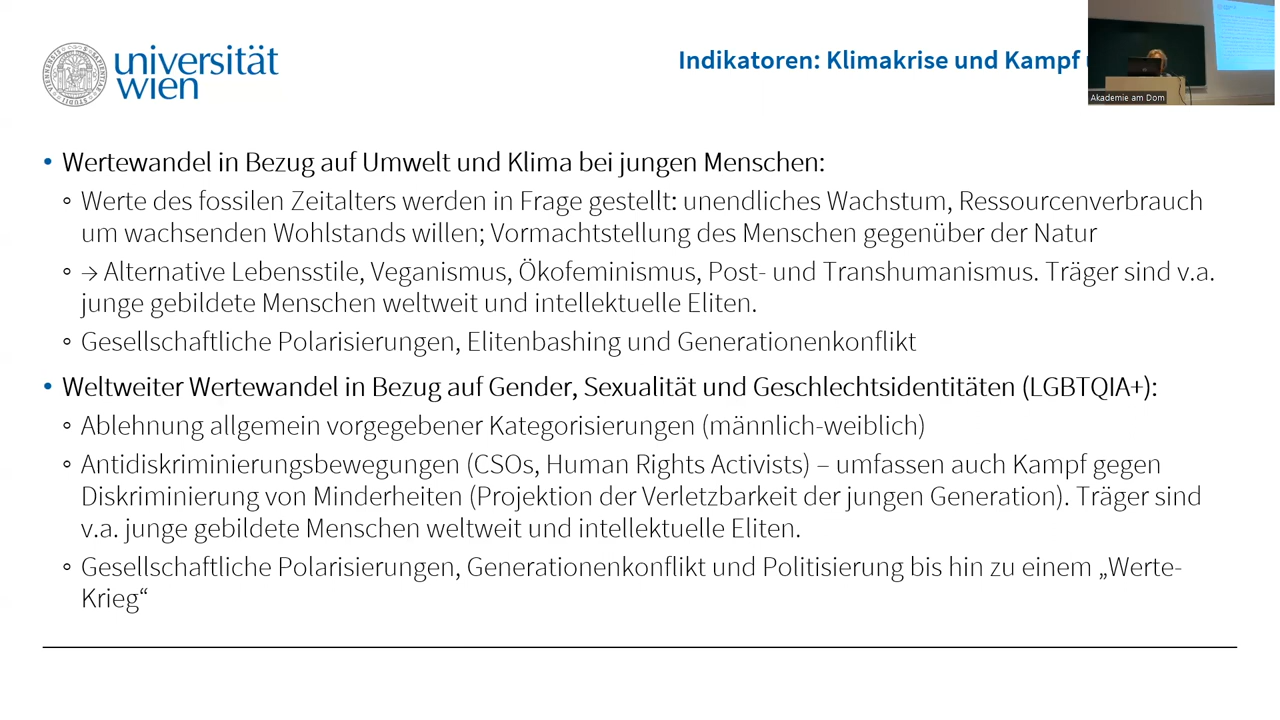 universität
wien
Indikatoren: Klimakrise und Kampf
Akademie am Dom
• Wertewandel in Bezug auf Umwelt und Klima bei jungen Menschen:
∘ Werte des fossilen Zeitalters werden in Frage gestellt: unendliches Wachstum, Ressourcenverbrauch
um wachsenden Wohlstands willen; Vormachtstellung des Menschen gegenüber der Natur
∘ → Alternative Lebensstile, Veganismus, Ökofeminismus, Post- und Transhumanismus. Träger sind v.a.
junge gebildete Menschen weltweit und intellektuelle Eliten.
∘ Gesellschaftliche Polarisierungen, Elitenbashing und Generationenkonflikt
• Weltweiter Wertewandel in Bezug auf Gender, Sexualität und Geschlechtsidentitäten (LGBTQIA+):
∘ Ablehnung allgemein vorgegebener Kategorisierungen (männlich-weiblich)
∘ Antidiskriminierungsbewegungen (CSOs, Human Rights Activists) – umfassen auch Kampf gegen
Diskriminierung von Minderheiten (Projektion der Verletzbarkeit der jungen Generation). Träger sind
v.a. junge gebildete Menschen weltweit und intellektuelle Eliten.
∘ Gesellschaftliche Polarisierungen, Generationenkonflikt und Politisierung bis hin zu einem „Werte-
Krieg“